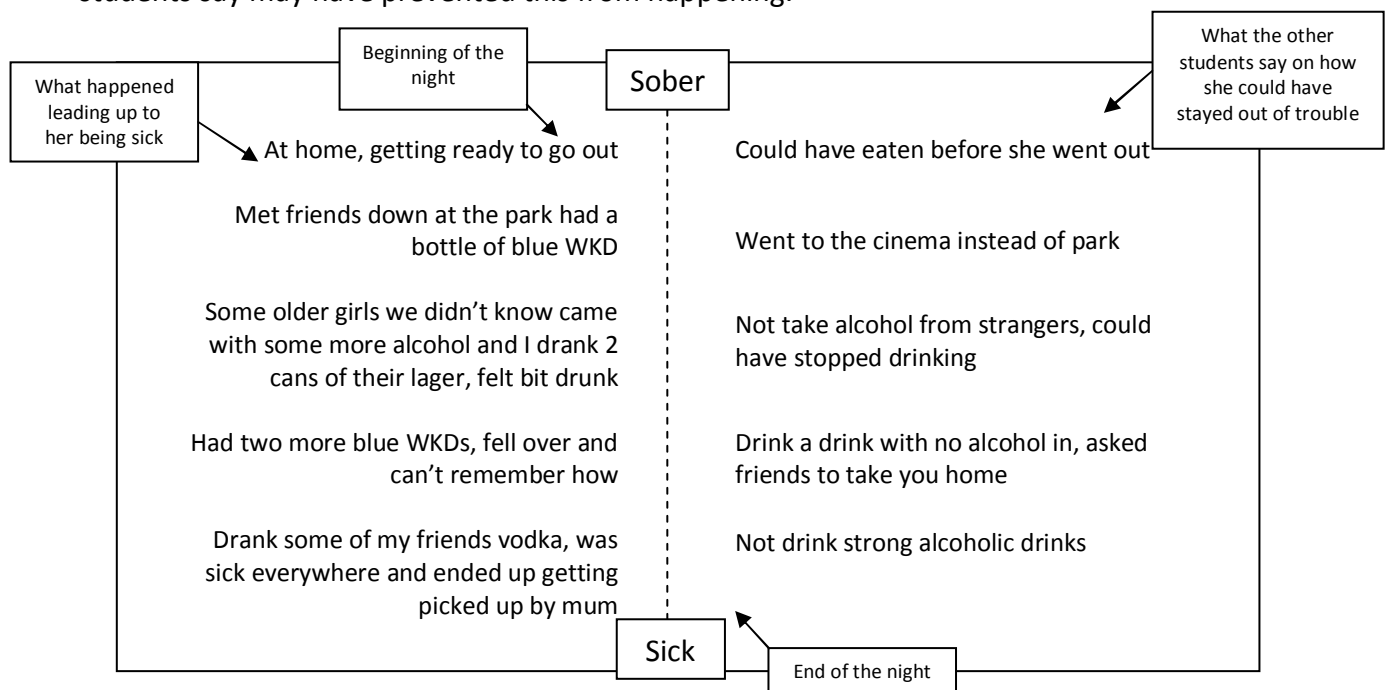 students say may have prevented this from happening.
What happened
leading up to
her being sick
Beginning of the
night
Sober
What the other
students say on how
she could have
stayed out of trouble
At home, getting ready to go out
Could have eaten before she went out
Met friends down at the park had a
bottle of blue WKD
Went to the cinema instead of park
Some older girls we didn’t know came
with some more alcohol and I drank 2
cans of their lager, felt bit drunk
Not take alcohol from strangers, could
have stopped drinking
Had two more blue WKDs, fell over and
can’t remember how
Drink a drink with no alcohol in, asked
friends to take you home
Drank some of my friends vodka, was
sick everywhere and ended up getting
picked up by mum
Not drink strong alcoholic drinks
Sick
End of the night